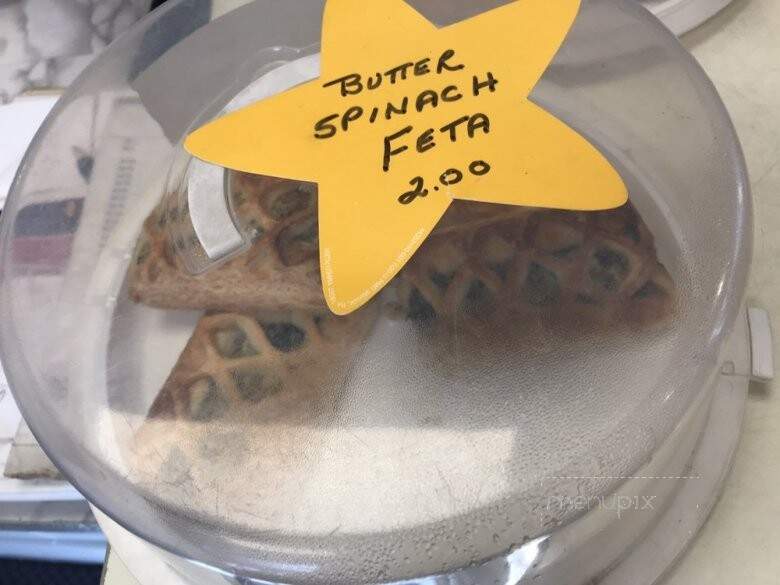 BUTTER
SPINACH
FETA
2.00
menupix